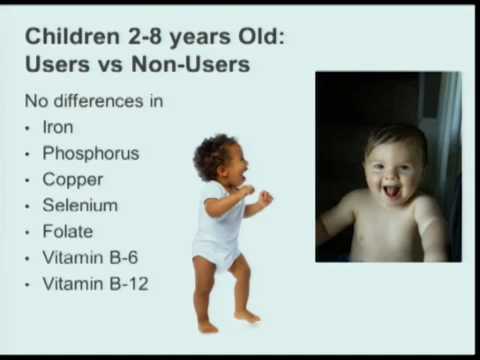 Children 2-8 years Old:
Users vs Non-Users
No differences in
• Iron
• Phosphorus
• Copper
• Selenium
• Folate
• Vitamin B-6
• Vitamin B-12